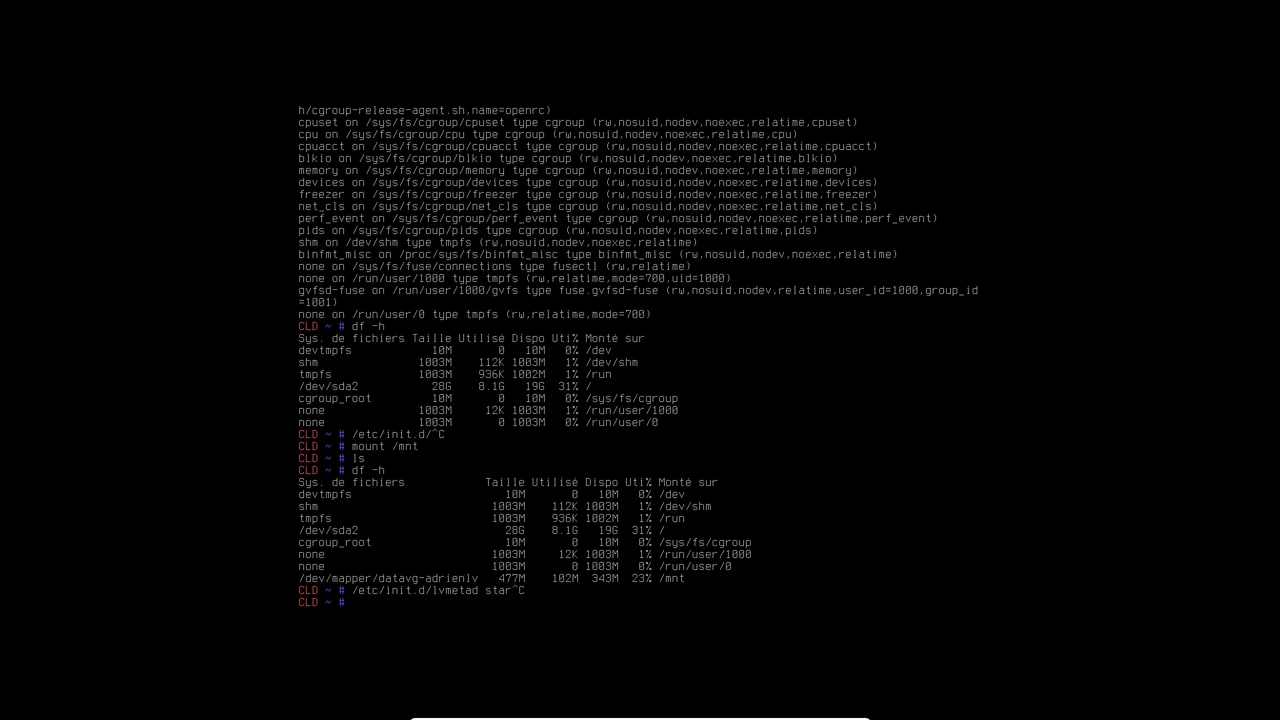 h/cgroup-release-agent.sh,name=openrc)
cpuset on /sys/fs/cgroup/cpuset type cgroup (rw,nosuid,nodev,noexec,relatime,cpuset)
cpu on /sys/fs/cgroup/cpu type cgroup (rw,nosuid,nodev,noexec,relatime,cpu)
cpuacct on /sys/fs/cgroup/cpuacct type cgroup (rw,nosuid,nodev,noexec,relatime,cpuacct)
blkio on /sys/fs/cgroup/blkio type cgroup (rw,nosuid,nodev,noexec,relatime,blkio)
memory on /sys/fs/cgroup/memory type cgroup (rw,nosuid,nodev,noexec,relatime,memory)
devices on /sys/fs/cgroup/devices type cgroup (rw,nosuid,nodev,noexec,relatime,devices)
freezer on /sys/fs/cgroup/freezer type cgroup (rw,nosuid,nodev,noexec,relatime,freezer)
net_cls on /sys/fs/cgroup/net_cls type cgroup (rw,nosuid,nodev,noexec,relatime,net_cls)
perf_event on /sys/fs/cgroup/perf_event type cgroup (rw,nosuid,nodev,noexec,relatime,perf_event)
pids on /sys/fs/cgroup/pids type cgroup (rw,nosuid,nodev,noexec,relatime,pids)
shm on /dev/shm type tmpfs (rw,nosuid,nodev,noexec,relatime)
binfmt_misc on /proc/sys/fs/binfmt_misc type binfmt_misc (rw,nosuid,nodev,noexec,relatime)
none on /sys/fs/fuse/connections type fusectl (rw,relatime)
none on /run/user/1000 type tmpfs (rw,relatime,mode=700,uid=1000)
gvfsd-fuse on /run/user/1000/gvfs type fuse.gvfsd-fuse (rw,nosuid,nodev,relatime,user_id=1000,group_id
=1001)
none on /run/user/0 type tmpfs (rw,relatime,mode=700)
CLD ~ # df -h
Sys. de fichiers Taille Utilisé Dispo Uti% Monté sur
devtmpfs 10M 0 10M 0% /dev
shm 1003M 112K 1003M 1% /dev/shm
tmpfs 1003M 936K 1002M 1% /run
/dev/sda2 28G 8.1G 19G 31% /
cgroup_root 10M 0 10M 0% /sys/fs/cgroup
none 1003M 12K 1003M 1% /run/user/1000
none 1003M 0 1003M 0% /run/user/0
CLD ~ # /etc/init.d/^C
CLD ~ # mount /mnt
CLD ~ # ls
CLD ~ # df -h
Sys. de fichiers Taille Utilisé Dispo Uti% Monté sur
devtmpfs 10M 0 10M 0% /dev
shm 1003M 112K 1003M 1% /dev/shm
tmpfs 1003M 936K 1002M 1% /run
/dev/sda2 28G 8.1G 19G 31% /
cgroup_root 10M 0 10M 0% /sys/fs/cgroup
none 1003M 12K 1003M 1% /run/user/1000
none 1003M 0 1003M 0% /run/user/0
/dev/mapper/datavg-adrienlv 477M 102M 343M 23% /mnt
CLD ~ # /etc/init.d/lvmetad star^C
CLD ~ #